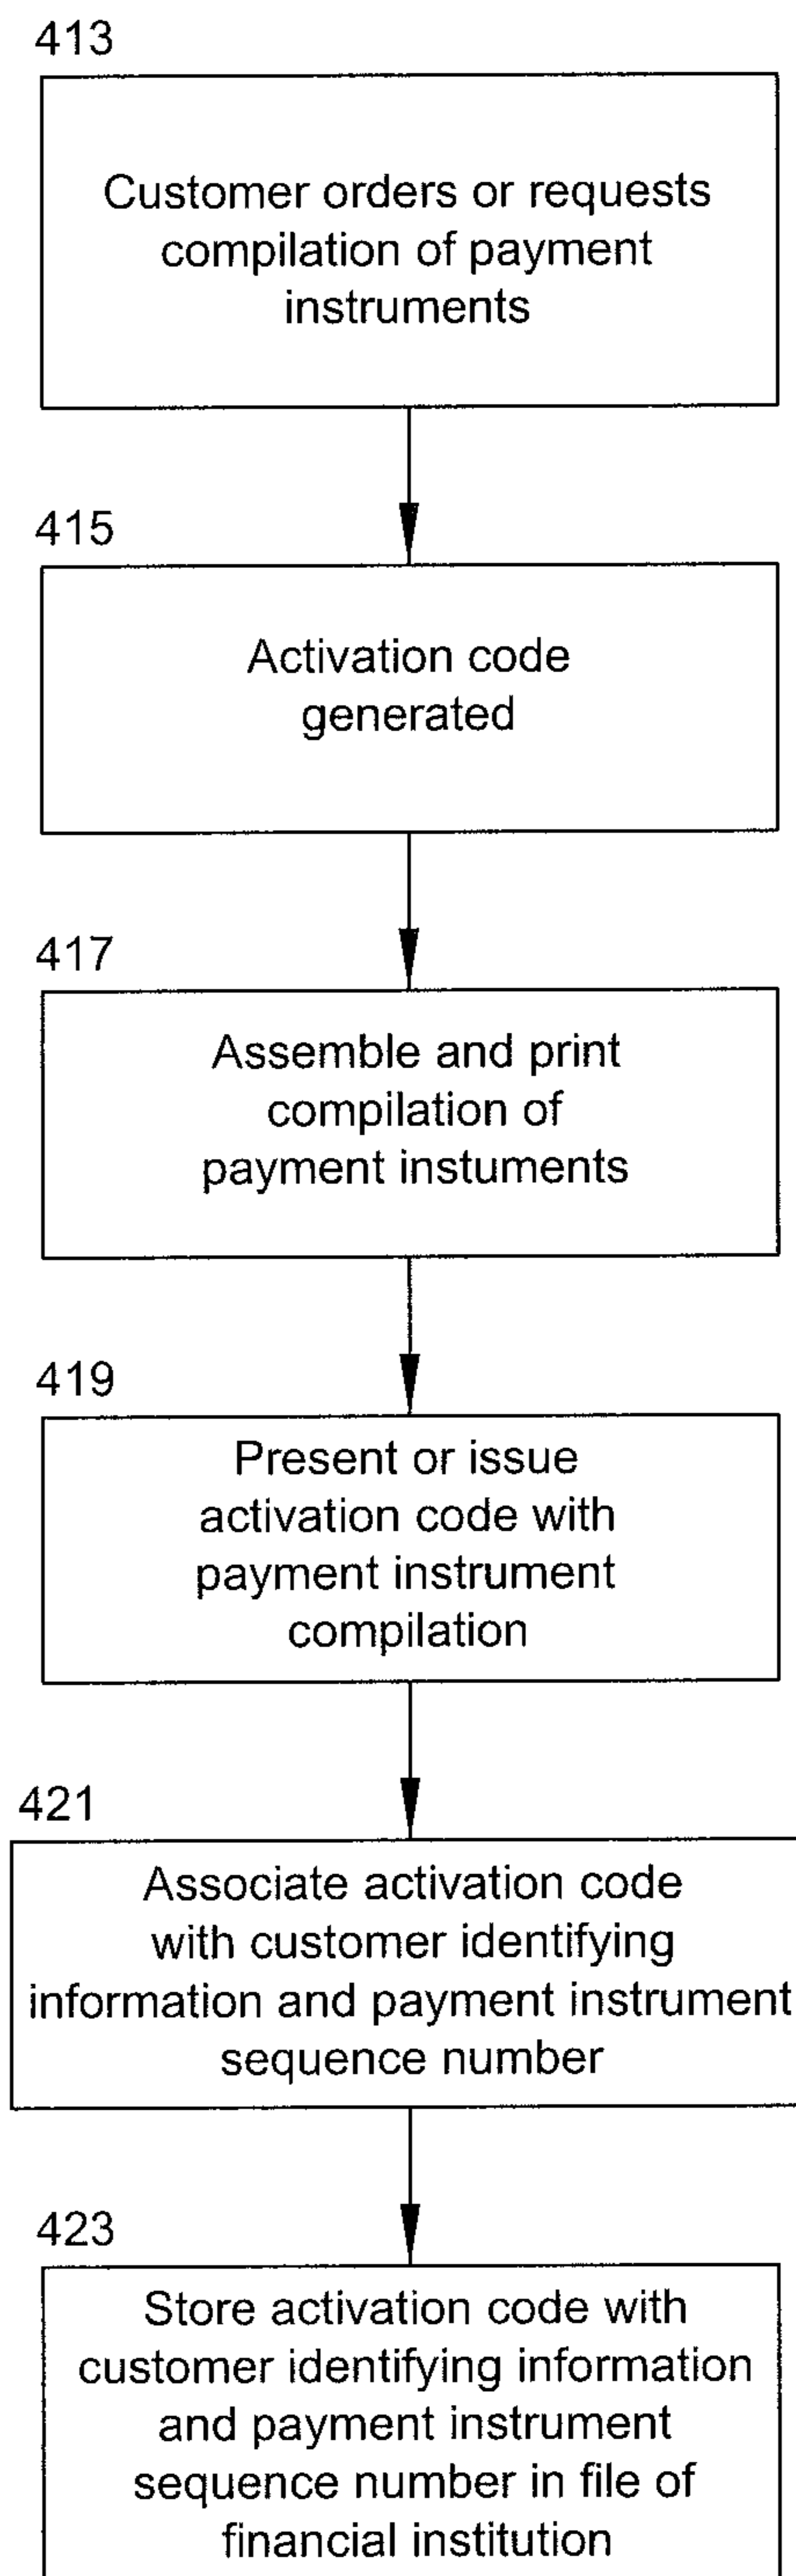 413
Customer orders or requests
compilation of payment
instruments
415
Activation code
generated
417
Assemble and print
compilation of
payment instuments
419
Present or issue
activation code with
payment instrument
compilation
421
Associate activation code
with customer identifying
information and payment instrument
sequence number
423
Store activation code with
customer identifying information
and payment instrument
sequence number in file of
financial institution